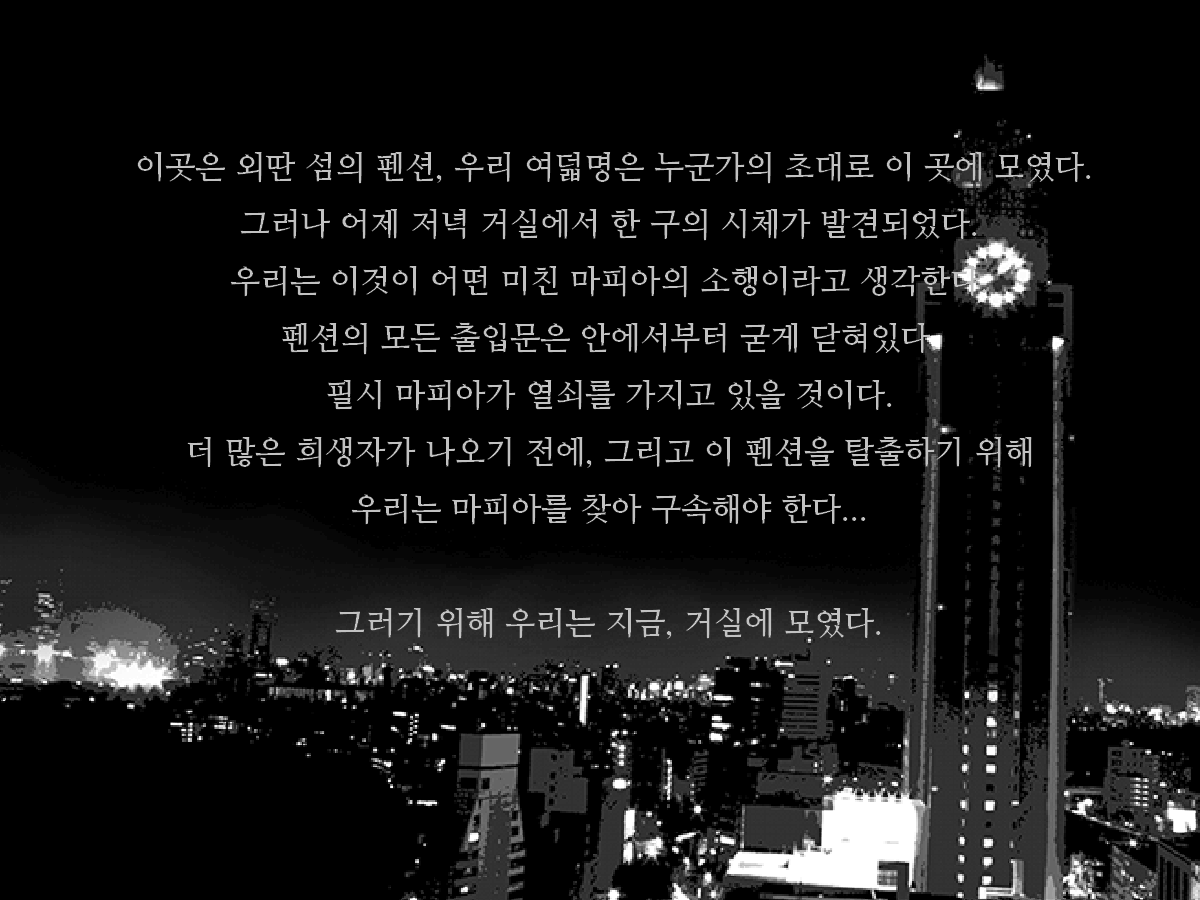 이곳은 외딴 섬의 펜션, 우리 여덟명은 누군가의 초대로 이 곳에 모였다.
그러나 어제 저녁 거실에서 한 구의 시체가 발견되었다.
우리는 이것이 어떤 미친 마피아의 소행이라고 생각한다.
펜션의 모든 출입문은 안에서부터 굳게 닫혀있다.
필시 마피아가 열쇠를 가지고 있을 것이다.
더 많은 희생자가 나오기 전에, 그리고 이 펜션을 탈출하기 위해
우리는 마피아를 찾아 구속해야 한다...
그러기 위해 우리는 지금, 거실에 모였다.